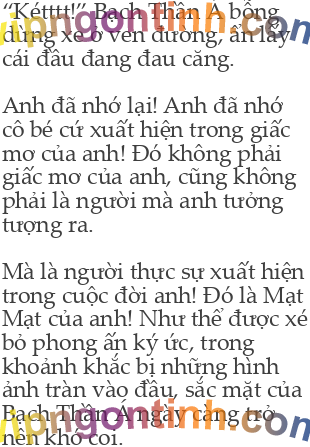 “Kétttt!” Bạch Thần Á bỗng
dừng xe ở ven đường, ấn lấy
cái đầu đang đau căng.
Anh đã nhớ lại! Anh đã nhớ
cô bé cứ xuất hiện trong giấc
mơ của anh! Đó không phải
giấc mơ của anh, cũng không
phải là người mà anh tưởng
tượng ra.
Mà là người thực sự xuất hiện
trong cuộc đời anh! Đó là Mạt
Mạt của anh! Như thể được xé
bỏ phong ấn ký ức, trong
khoảnh khắc bị những hình
ảnh tràn vào đầu, sắc mặt của
Bạch Thần Á ngày càng trở
nên khó coi.
vipngontinh.com
vipngontinh.com